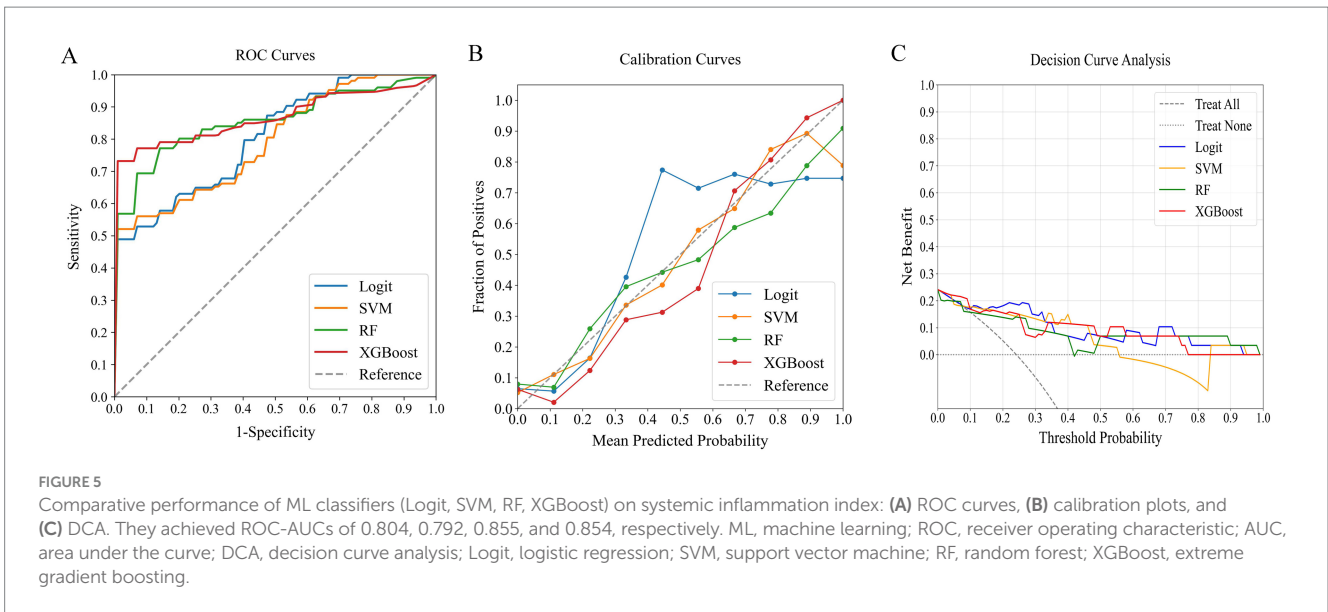 A
ROC Curves
1.0
0.9
0.8
0.7
0.6
0.5
0.4
0.3
0.2
0.1
0.0
Sensitivity
0.0 0.1 0.2 0.3 0.4 0.5 0.6 0.7 0.8 0.9 1.0
1-Specificity
Logit
SVM
RF
XGBoost
Reference
B
Calibration Curves
1.0
0.9
0.8
0.7
0.6
0.5
0.4
0.3
0.2
0.1
0.0
Fraction of Positives
0.0 0.1 0.2 0.3 0.4 0.5 0.6 0.7 0.8 0.9 1.0
Mean Predicted Probability
Logit
SVM
RF
XGBoost
Reference
C
Decision Curve Analysis
1.0
0.9
0.8
0.7
0.6
0.5
0.4
0.3
0.2
0.1
0.0
Net Benefit
0.0 0.1 0.2 0.3 0.4 0.5 0.6 0.7 0.8 0.9 1.0
Threshold Probability
Treat All
Treat None
Logit
SVM
RF
XGBoost
FIGURE 5
Comparative performance of ML classifiers (Logit, SVM, RF, XGBoost) on systemic inflammation index: (A) ROC curves, (B) calibration plots, and
(C) DCA. They achieved ROC-AUCs of 0.804, 0.792, 0.855, and 0.854, respectively. ML, machine learning; ROC, receiver operating characteristic; AUC,
area under the curve; DCA, decision curve analysis; Logit, logistic regression; SVM, support vector machine; RF, random forest; XGBoost, extreme
gradient boosting.